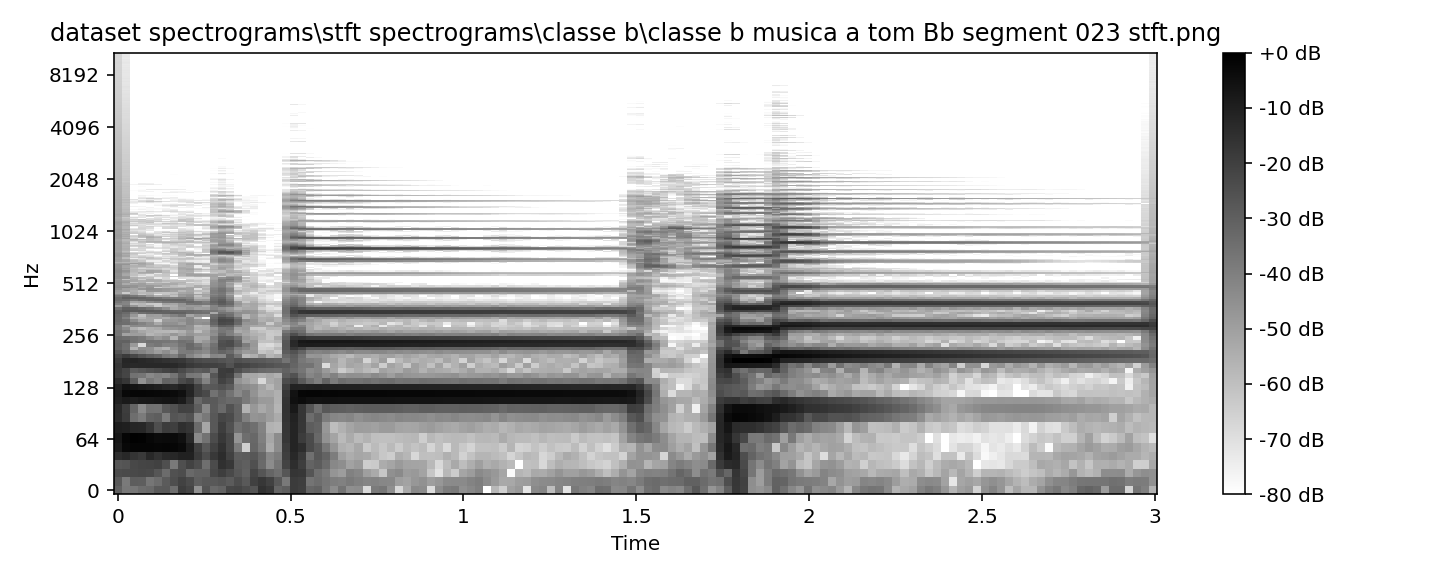 dataset spectrograms\stft spectrograms\classe b\classe b musica a tom Bb segment 023 stft.png
8192
4096
2048
1024
512
256
128
64
0
Hz
0
0.5
1
1.5
2
2.5
3
Time
+0 dB
-10 dB
-20 dB
-30 dB
-40 dB
-50 dB
-60 dB
-70 dB
-80 dB